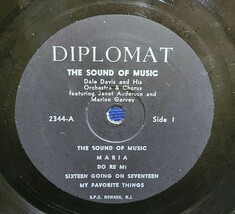 DIPLOMAT
THE SOUND OF MUSIC
Dale Davis and His
Orchestra & Chorus
featuring Janet Anderson and
Marion Garvey
2344-A
Side 1
THE SOUND OF MUSIC
MARIA
DO RE MI
SIXTEEN GOING ON SEVENTEEN
MY FAVORITE THINGS
S.P.C. NEWARK, N.J.